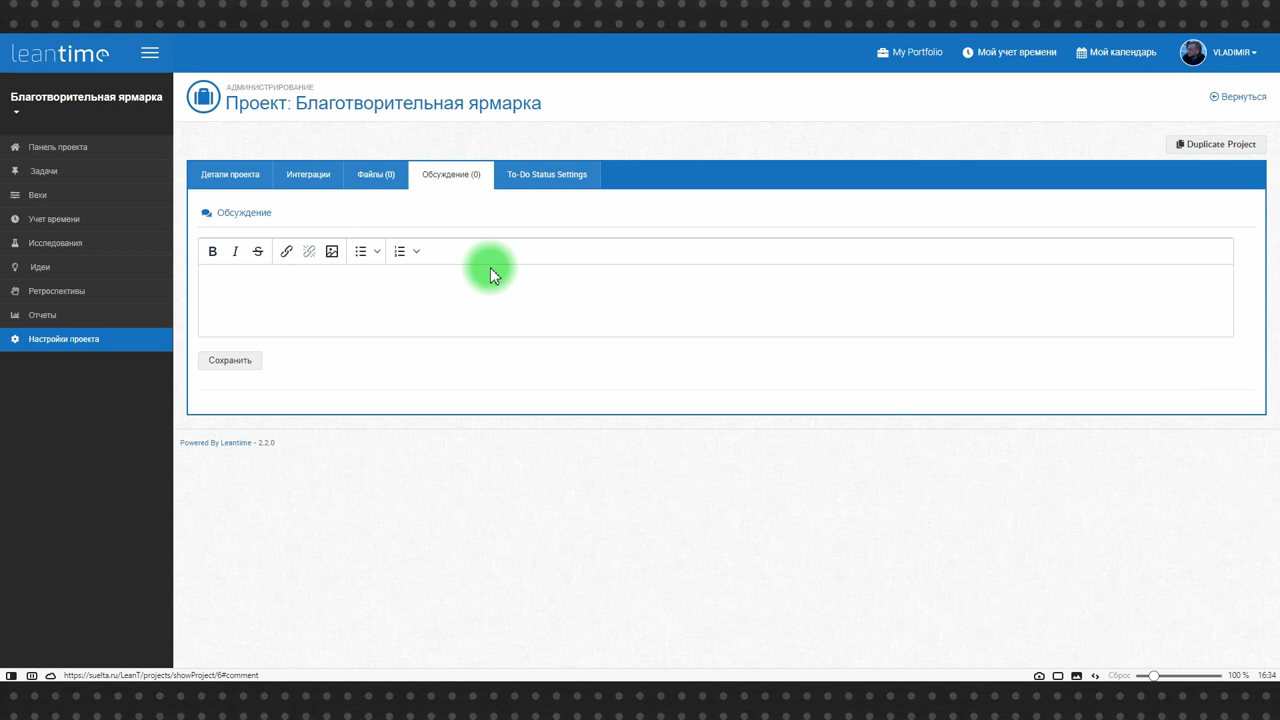 leantime
My Portfolio
Мой учет времени
Мой календарь
VLADIMIR
Благотворительная ярмарка
Панель проекта
Задачи
Вехи
Учет времени
Исследования
Идеи
Ретроспективы
Отчеты
Настройки проекта
АДМИНИСТРИРОВАНИЕ
Проект: Благотворительная ярмарка
Вернуться
Duplicate Project
Детали проекта
Интеграции
Файлы (0)
Обсуждение (0)
To-Do Status Settings
Обсуждение
B I S
Сохранить
Powered By Leantime - 2.2.0
https://suelta.ru/LeanT/projects/showProject/6#comment
Сброс
100 %
16:34